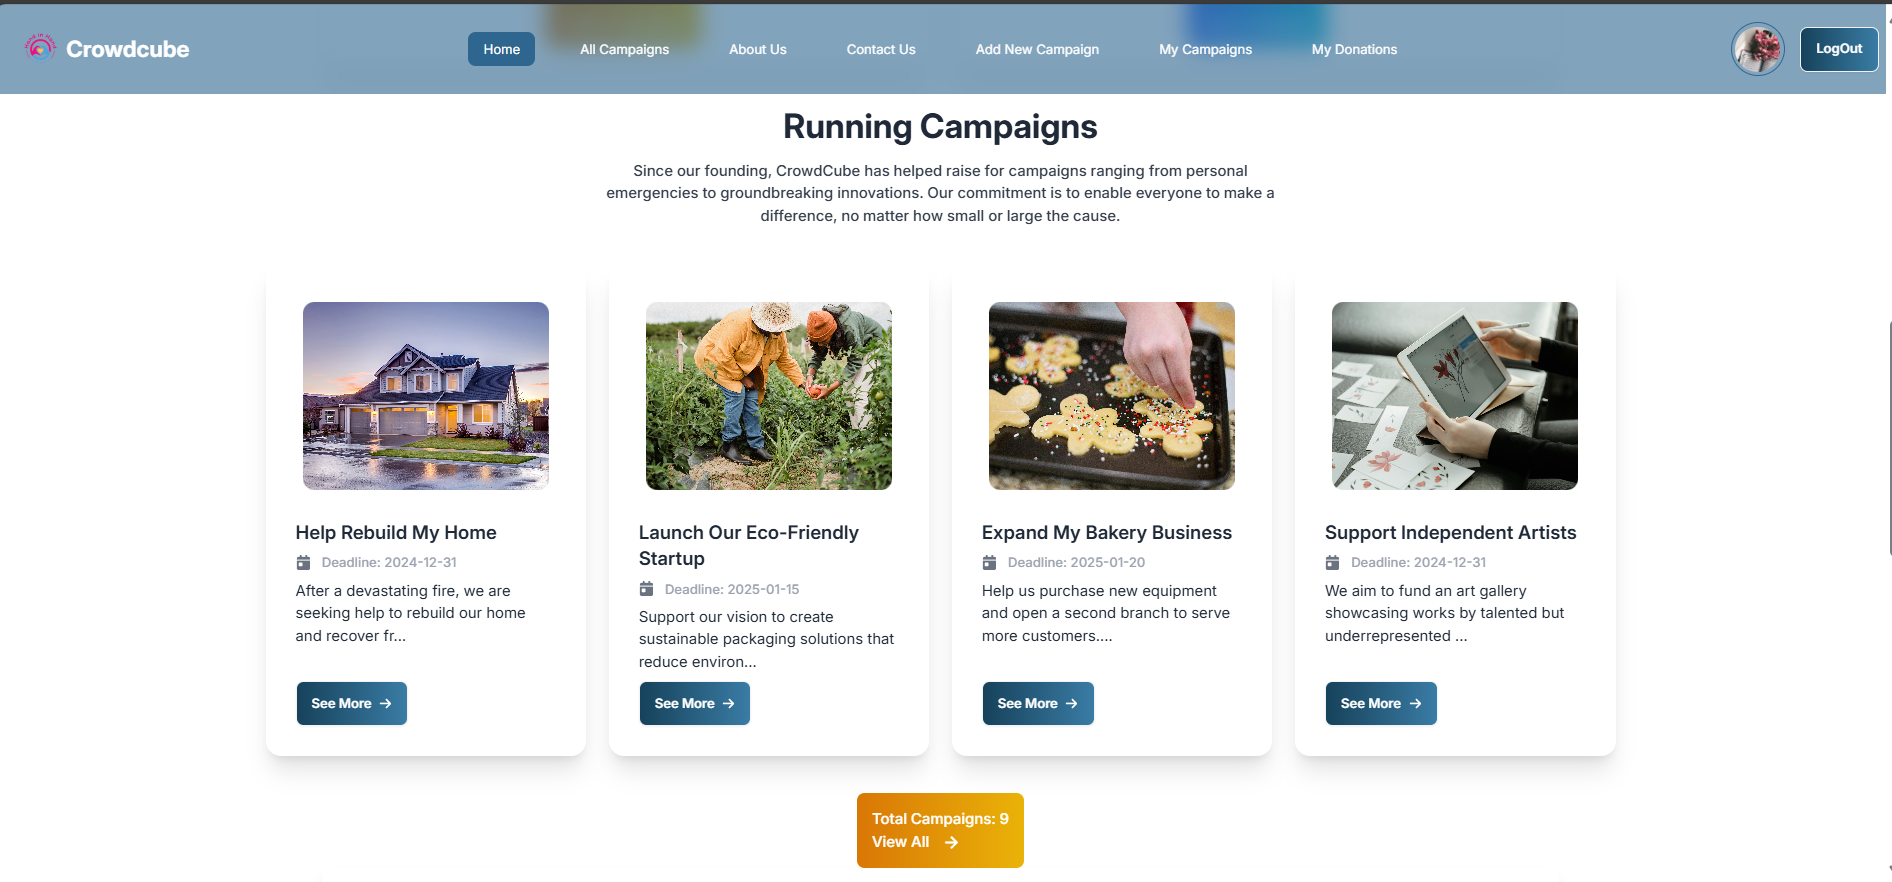 Crowdcube
Home
All Campaigns
About Us
Contact Us
Add New Campaign
My Campaigns
My Donations
LogOut
Running Campaigns
Since our founding, CrowdCube has helped raise for campaigns ranging from personal
emergencies to groundbreaking innovations. Our commitment is to enable everyone to make a
difference, no matter how small or large the cause.
Help Rebuild My Home
Deadline: 2024-12-31
After a devastating fire, we are
seeking help to rebuild our home
and recover fr...
See More
Launch Our Eco-Friendly
Startup
Deadline: 2025-01-15
Support our vision to create
sustainable packaging solutions that
reduce environ...
See More
Expand My Bakery Business
Deadline: 2025-01-20
Help us purchase new equipment
and open a second branch to serve
more customers....
See More
Support Independent Artists
Deadline: 2024-12-31
We aim to fund an art gallery
showcasing works by talented but
underrepresented ...
See More
Total Campaigns: 9
View All